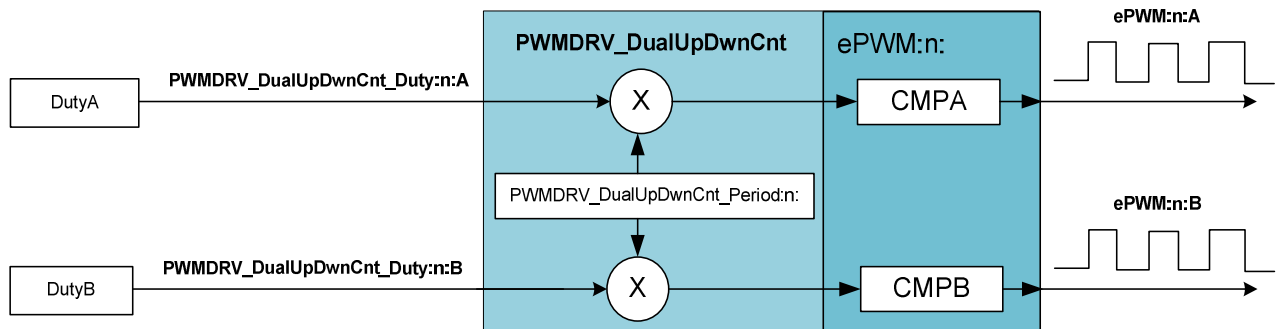 ePWM:n:A
PWMDRV_DualUpDwnCnt
ePWM:n:
PWMDRV_DualUpDwnCnt_Duty:n:A
DutyA
X
CMPA
PWMDRV_DualUpDwnCnt_Period:n:
ePWM:n:B
PWMDRV_DualUpDwnCnt_Duty:n:B
DutyB
X
CMPB